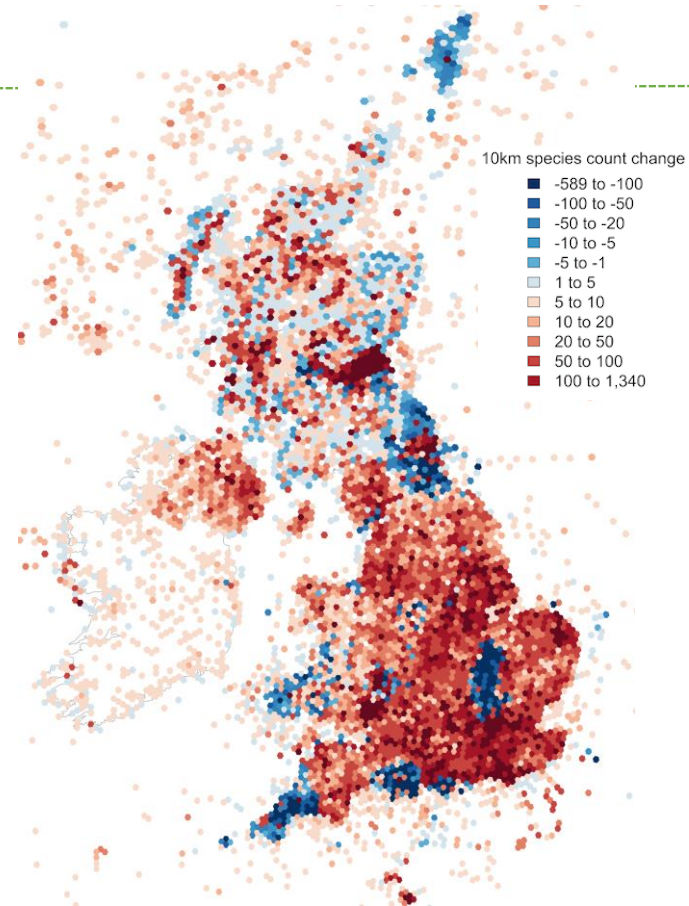 10km species count change
-589 to -100
-100 to -50
-50 to -20
-10 to -5
-5 to -1
1 to 5
5 to 10
10 to 20
20 to 50
50 to 100
100 to 1,340